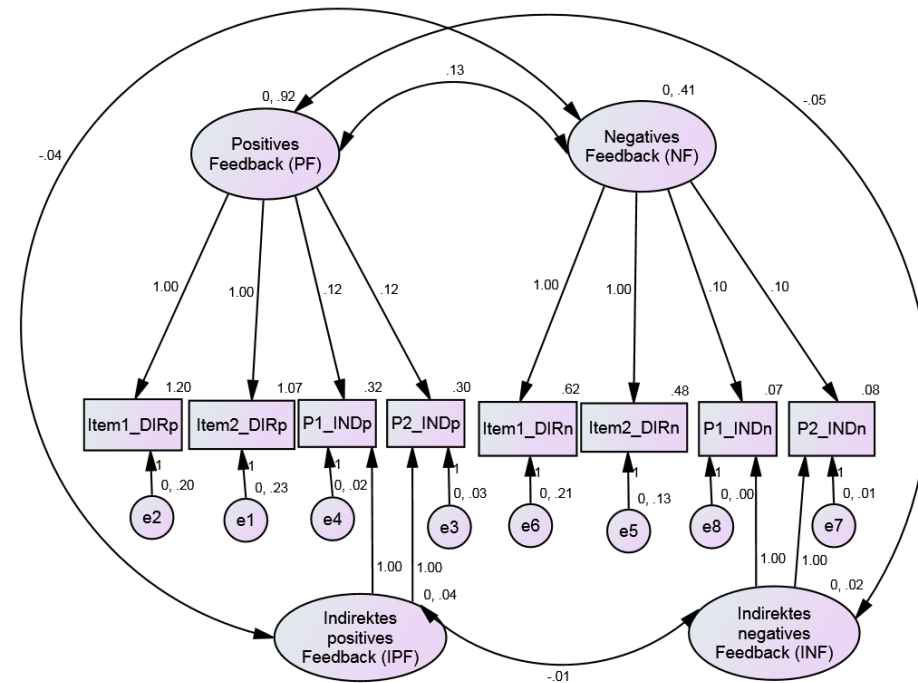 .13
-.05
0, .92
0, .41
Positives
Feedback (PF)
Negatives
Feedback (NF)
-.04
1.00
1.00
.12
.12
1.00
1.00
.10
.10
1.20
1.07
.32
.30
.62
.48
.07
.08
Item1_DIRp
Item2_DIRp
P1_INDp
P2_INDp
Item1_DIRn
Item2_DIRn
P1_INDn
P2_INDn
1
1
1
1
1
1
1
1
0, .20
0, .23
0, .02
0, .03
0, .21
0, .13
0, .00
0, .01
e2
e1
e4
e3
e6
e5
e8
e7
1.00
1.00
1.00
1.00
0, .04
0, .02
Indirektes
positives
Feedback (IPF)
Indirektes
negatives
Feedback (INF)
-.01